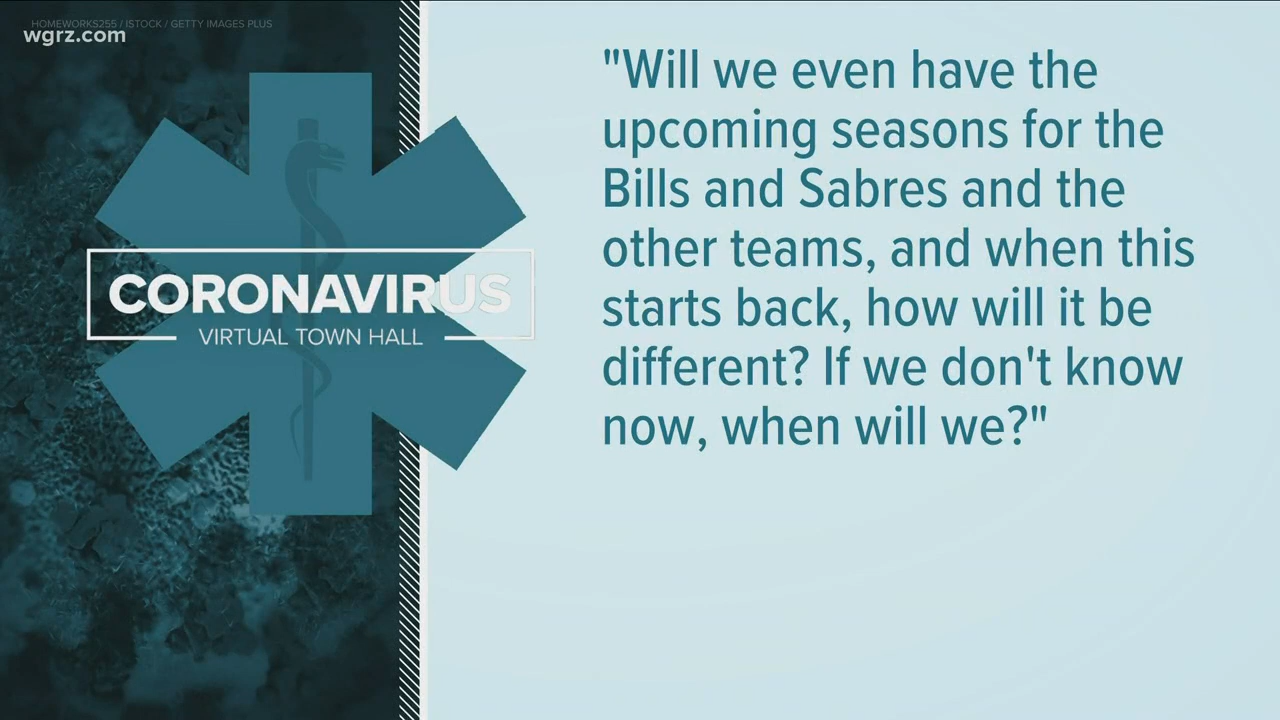 HOMEWORKS255 / ISTOCK / GETTY IMAGES PLUS
wgrz.com
CORONAVIRUS
VIRTUAL TOWN HALL
"Will we even have the
upcoming seasons for the
Bills and Sabres and the
other teams, and when this
starts back, how will it be
different? If we don't know
now, when will we?"